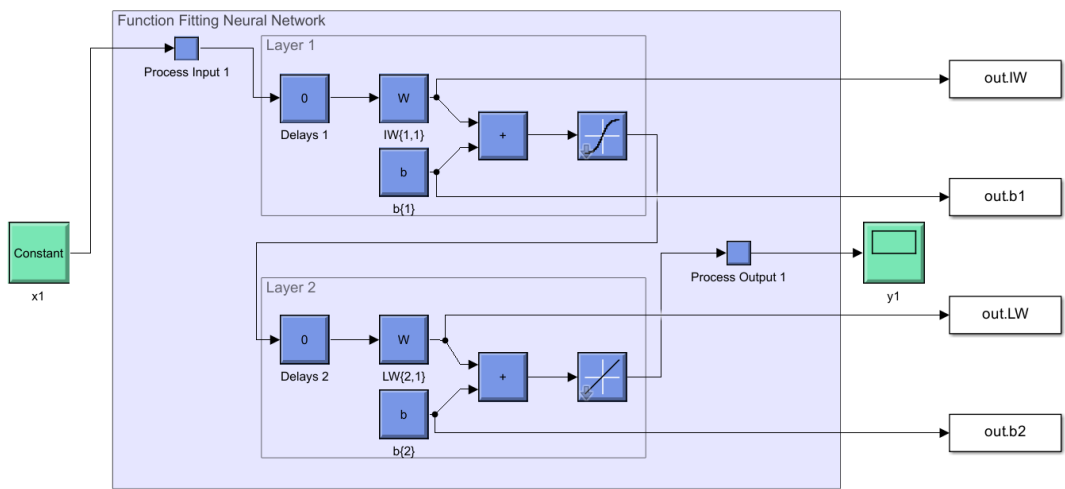 Function Fitting Neural Network
Process Input 1
Layer 1
0
Delays 1
W
IW{1,1}
+
b
b{1}
out.IW
out.b1
Constant
x1
Process Output 1
y1
Layer 2
0
Delays 2
W
LW{2,1}
+
b
b{2}
out.LW
out.b2